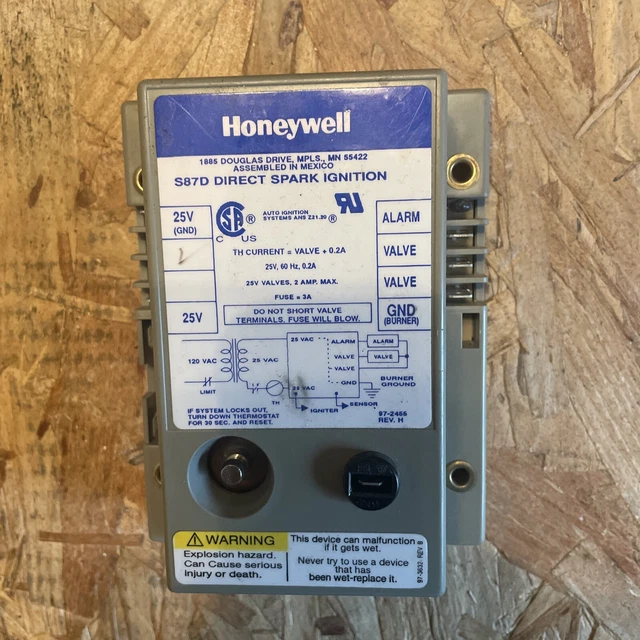 Honeywell
1885 DOUGLAS DRIVE, MPLS., MN 55422
ASSEMBLED IN MEXICO
S87D DIRECT SPARK IGNITION
25V
(GND)
2
25V
SA®
C US
AUTO IGNITION
SYSTEMS ANS Z21.20
®
ALARM
VALVE
VALVE
GND
(BURNER)
TH CURRENT = VALVE + 0.2A
25V, 60 Hz, 0.2A
25V VALVES, 2 AMP. MAX.
FUSE = 3A
DO NOT SHORT VALVE
TERMINALS. FUSE WILL BLOW.
120 VAC
25 VAC
LIMIT
TH
25 VAC
25 VAC
ALARM
VALVE
VALVE
GND
ALARM
VALVE
BURNER
GROUND
IGNITER
SENSOR
IF SYSTEM LOCKS OUT,
TURN DOWN THERMOSTAT
FOR 30 SEC. AND RESET.
97-2466
REV. H
WARNING
Explosion hazard.
Can Cause serious
injury or death.
This device can malfunction
if it gets wet.
Never try to use a device
that has
been wet-replace it.